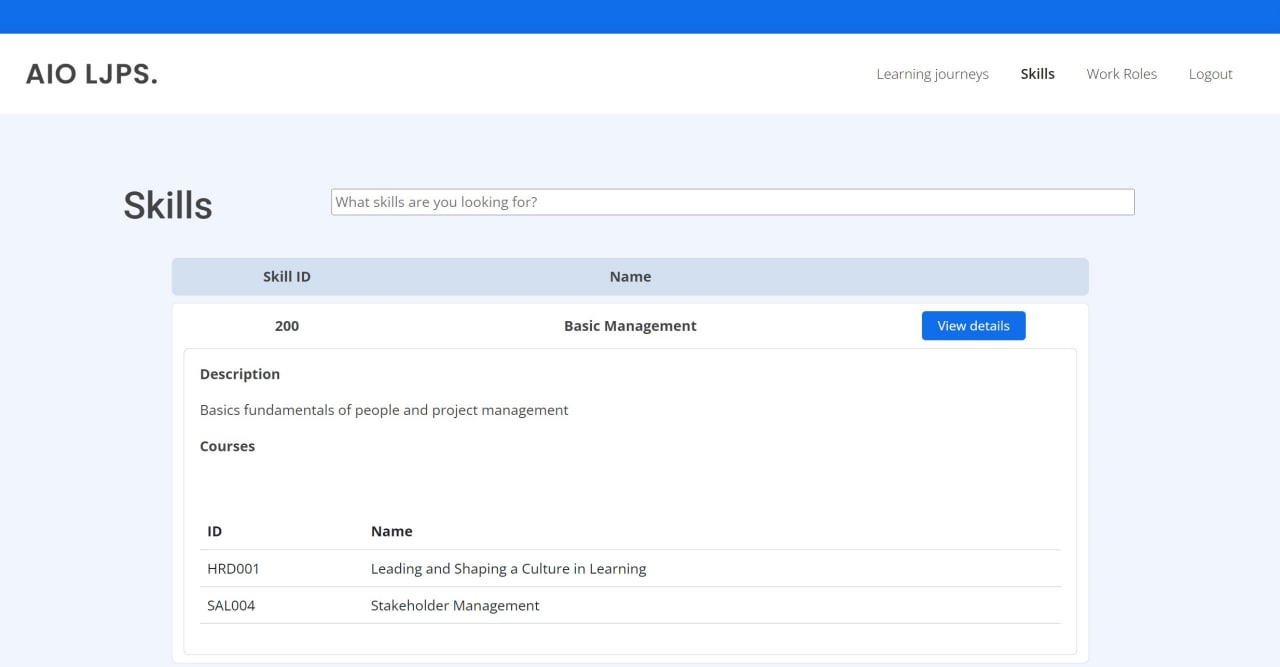 AIO LJPS.
Learning journeys Skills Work Roles Logout
Skills
What skills are you looking for?
Skill ID Name
200 Basic Management View details
Description
Basics fundamentals of people and project management
Courses
ID Name
HRD001 Leading and Shaping a Culture in Learning
SAL004 Stakeholder Management